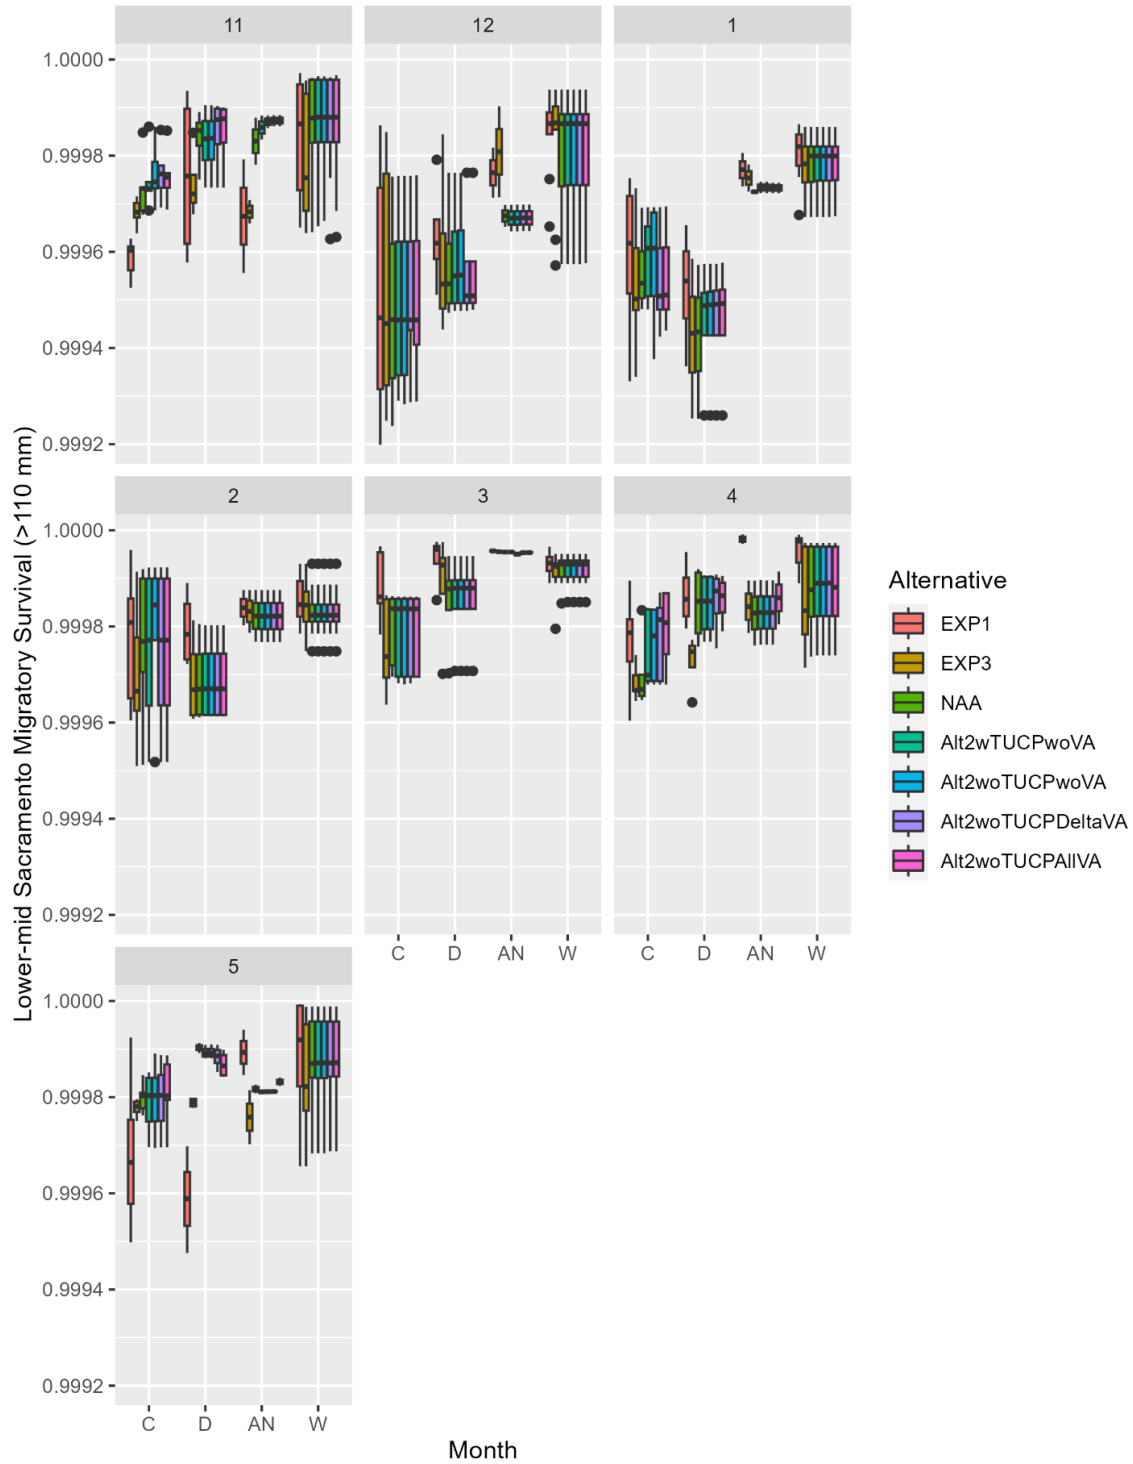 11
12
1
1.0000
0.9998
0.9996
0.9994
0.9992
2
3
4
1.0000
0.9998
0.9996
0.9994
0.9992
C D AN W
C D AN W
5
1.0000
0.9998
0.9996
0.9994
0.9992
C D AN W
Month
Lower-mid Sacramento Migratory Survival (>110 mm)
Alternative
EXP1
EXP3
NAA
Alt2wTUCPwoVA
Alt2woTUCPwoVA
Alt2woTUCPDeltaVA
Alt2woTUCPAllVA